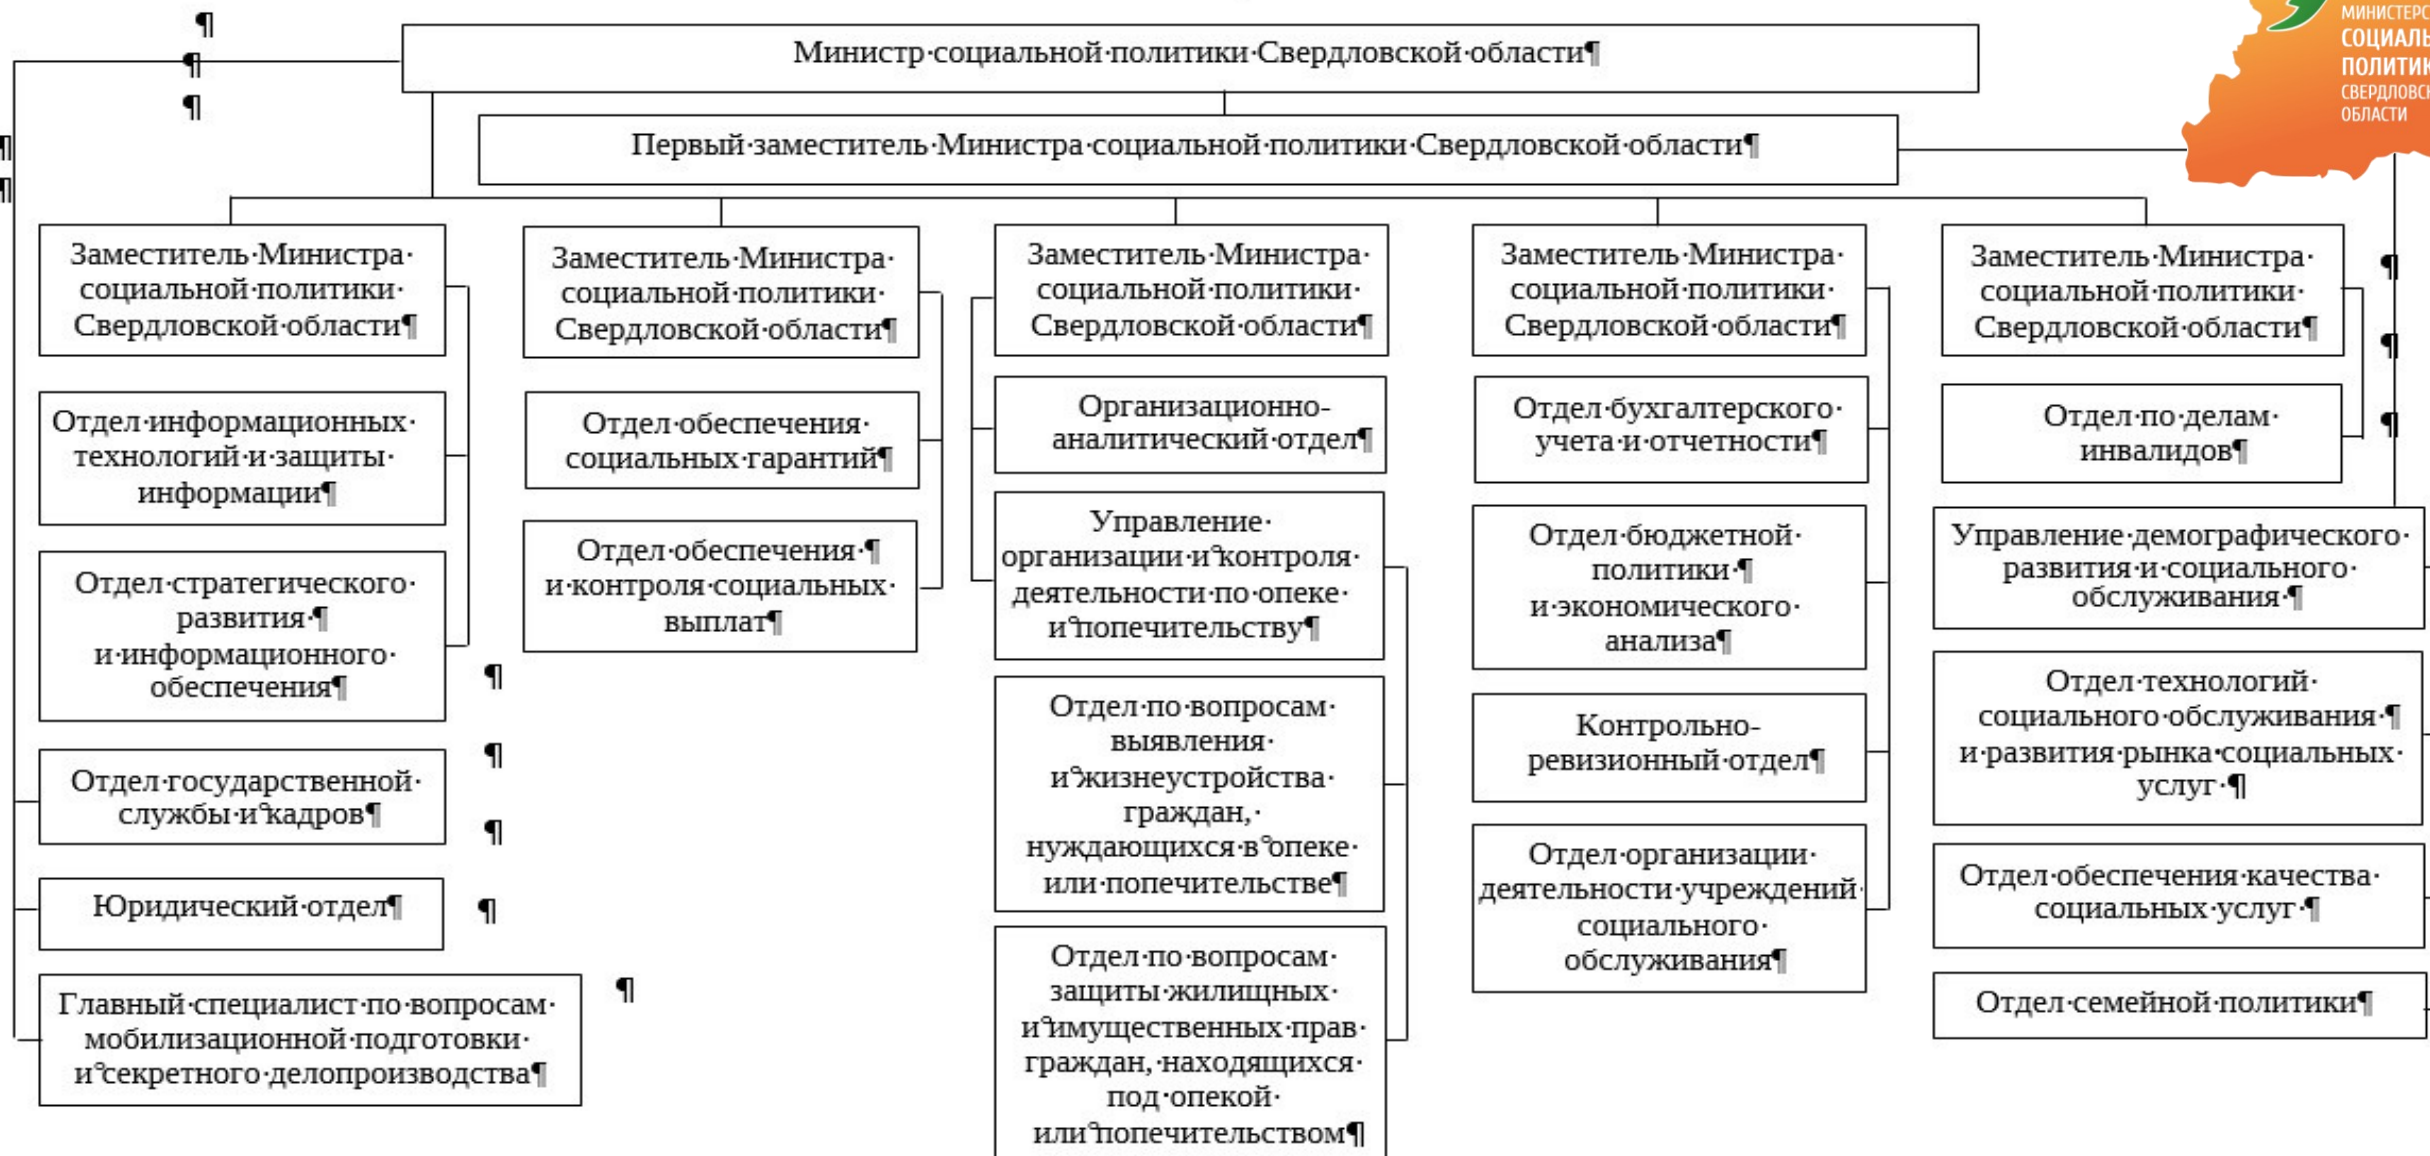 Министр социальной политики Свердловской области
Первый заместитель Министра социальной политики Свердловской области
СОЦИАЛЬ
ПОЛИТИК
СВЕРДЛОВСК
ОБЛАСТИ
Заместитель Министра
социальной политики
Свердловской области
Отдел информационных
технологий и защиты
информации
Отдел стратегического
развития
и информационного
обеспечения
Отдел государственной
службы и кадров
Юридический отдел
Главный специалист по вопросам
мобилизационной подготовки
и секретного делопроизводства
Заместитель Министра
социальной политики
Свердловской области
Отдел обеспечения
социальных гарантий
Отдел обеспечения
и контроля социальных
выплат
Заместитель Министра
социальной политики
Свердловской области
Организационно-
аналитический отдел
Управление
организации и контроля
деятельности по опеке
и попечительству
Отдел по вопросам
выявления
и жизнеустройства
граждан,
нуждающихся в опеке
или попечительстве
Отдел по вопросам
защиты жилищных
и имущественных прав
граждан, находящихся
под опекой
или попечительством
Заместитель Министра
социальной политики
Свердловской области
Отдел бухгалтерского
учета и отчетности
Отдел бюджетной
политики
и экономического
анализа
Контрольно-
ревизионный отдел
Отдел организации
деятельности учреждений
социального
обслуживания
Заместитель Министра
социальной политики
Свердловской области
Отдел по делам
инвалидов
Управление демографического
развития и социального
обслуживания
Отдел технологий
социального обслуживания
и развития рынка социальных
услуг
Отдел обеспечения качества
социальных услуг
Отдел семейной политики